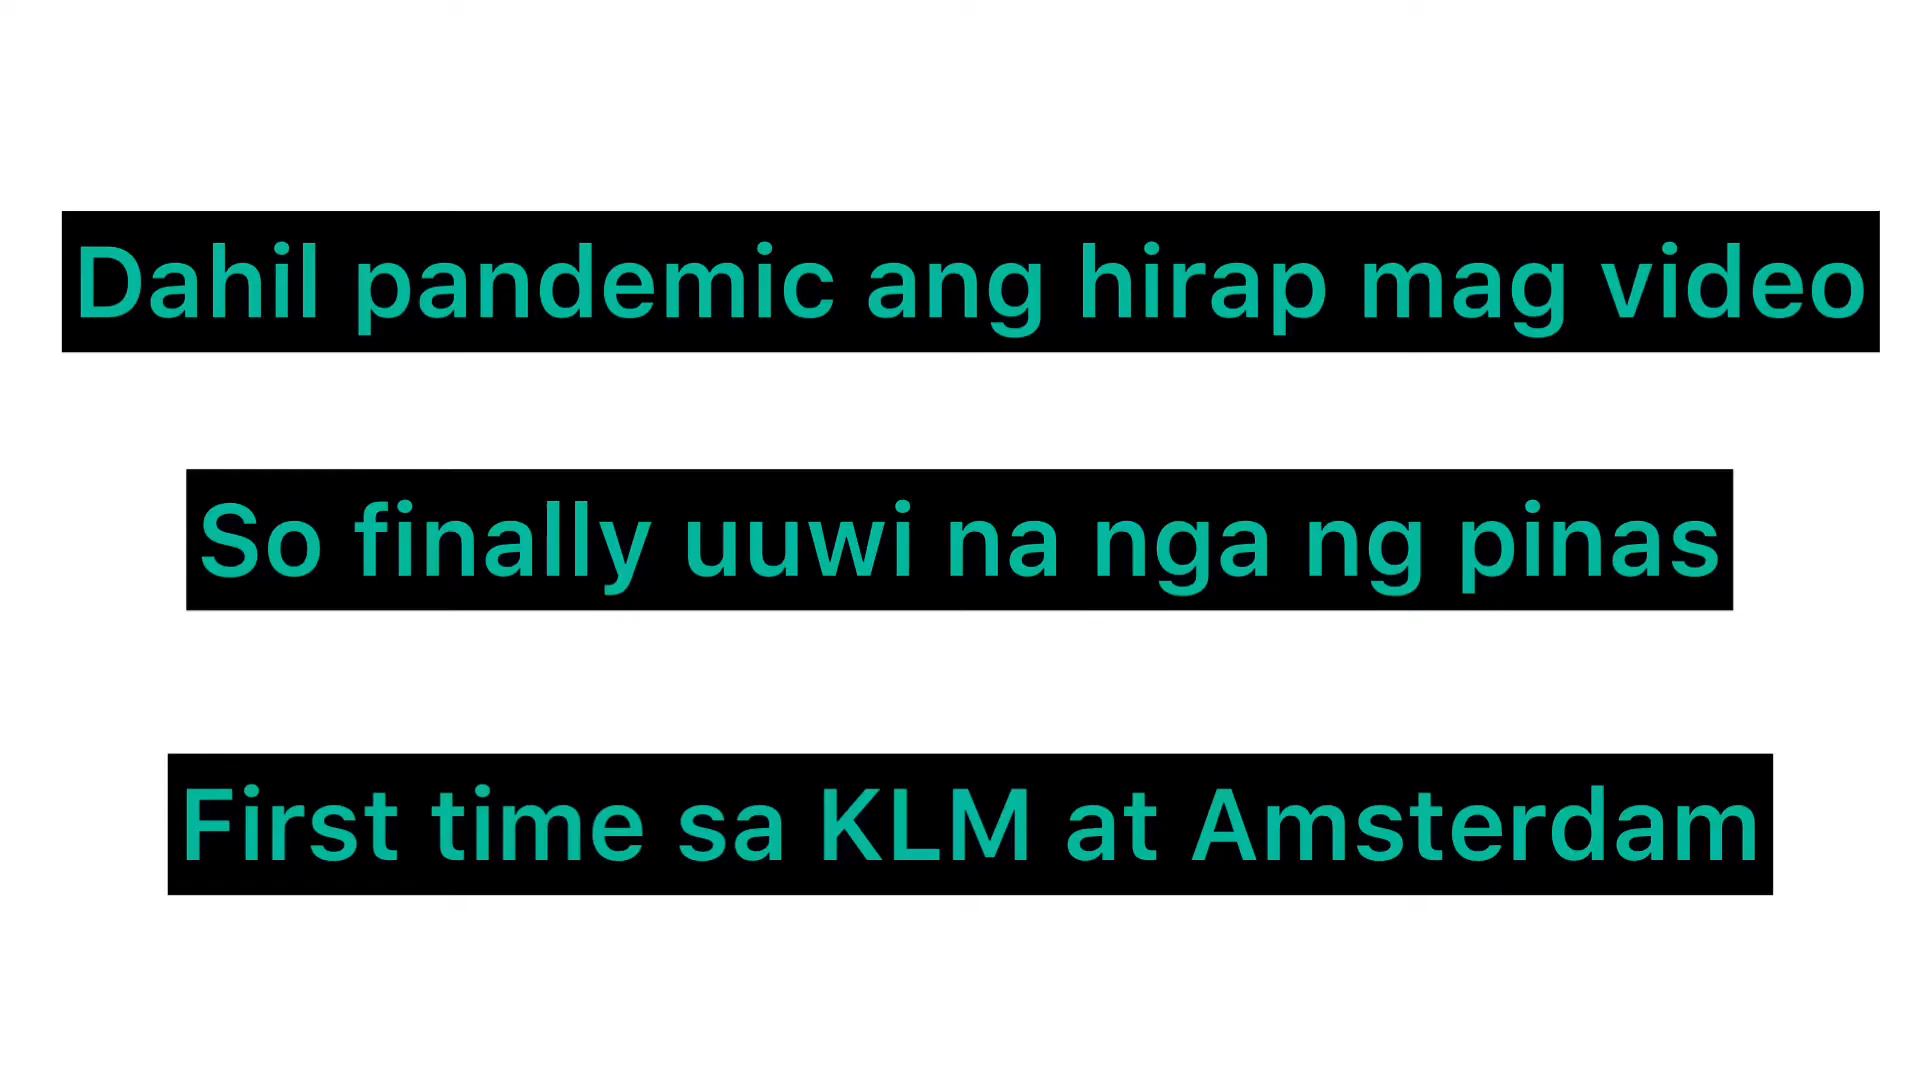 Dahil pandemic ang hirap mag video
So finally uuwi na nga ng pinas
First time sa KLM at Amsterdam